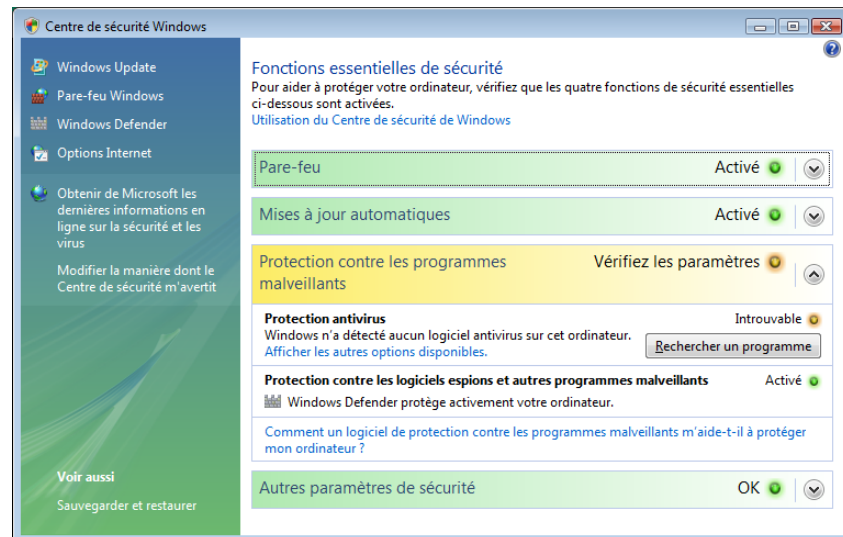 Centre de sécurité Windows
Windows Update
Pare-feu Windows
Windows Defender
Options Internet
Obtenir de Microsoft les
dernières informations en
ligne sur la sécurité et les
virus
Modifier la manière dont le
Centre de sécurité m'avertit
Voir aussi
Sauvegarder et restaurer
Fonctions essentielles de sécurité
Pour aider à protéger votre ordinateur, vérifiez que les quatre fonctions de sécurité essentielles
ci-dessous sont activées.
Utilisation du Centre de sécurité de Windows
Pare-feu Activé
Mises à jour automatiques Activé
Protection contre les programmes Vérifiez les paramètres
malveillants
Protection antivirus Introuvable
Windows n'a détecté aucun logiciel antivirus sur cet ordinateur.
Afficher les autres options disponibles. Rechercher un programme
Protection contre les logiciels espions et autres programmes malveillants Activé
Windows Defender protège activement votre ordinateur.
Comment un logiciel de protection contre les programmes malveillants m'aide-t-il à protéger
mon ordinateur ?
Autres paramètres de sécurité OK